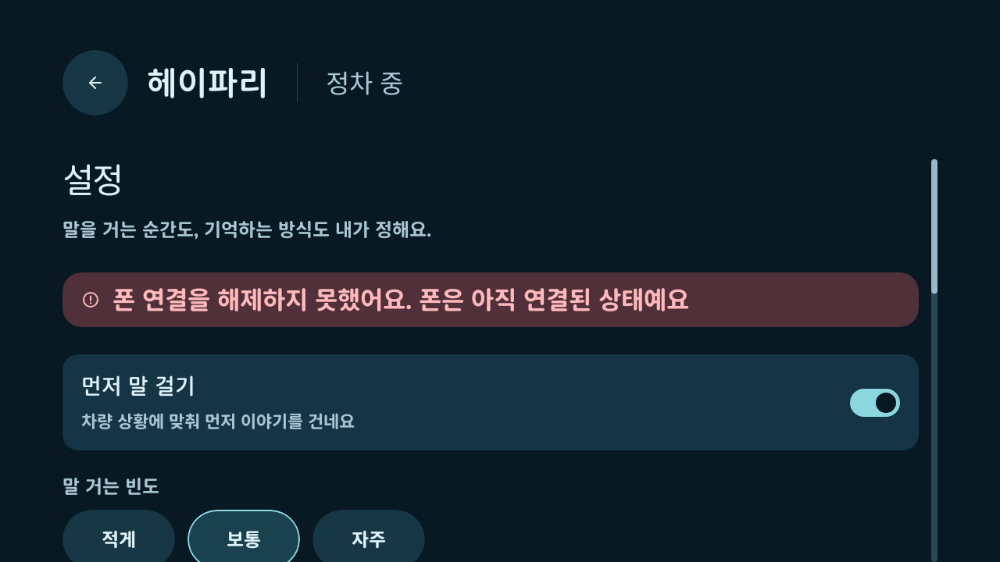 헤이파리
정차 중
설정
말을 거는 순간도, 기억하는 방식도 내가 정해요.
폰 연결을 해제하지 못했어요. 폰은 아직 연결된 상태예요
먼저 말 걸기
차량 상황에 맞춰 먼저 이야기를 건네요
말 거는 빈도
적게
보통
자주